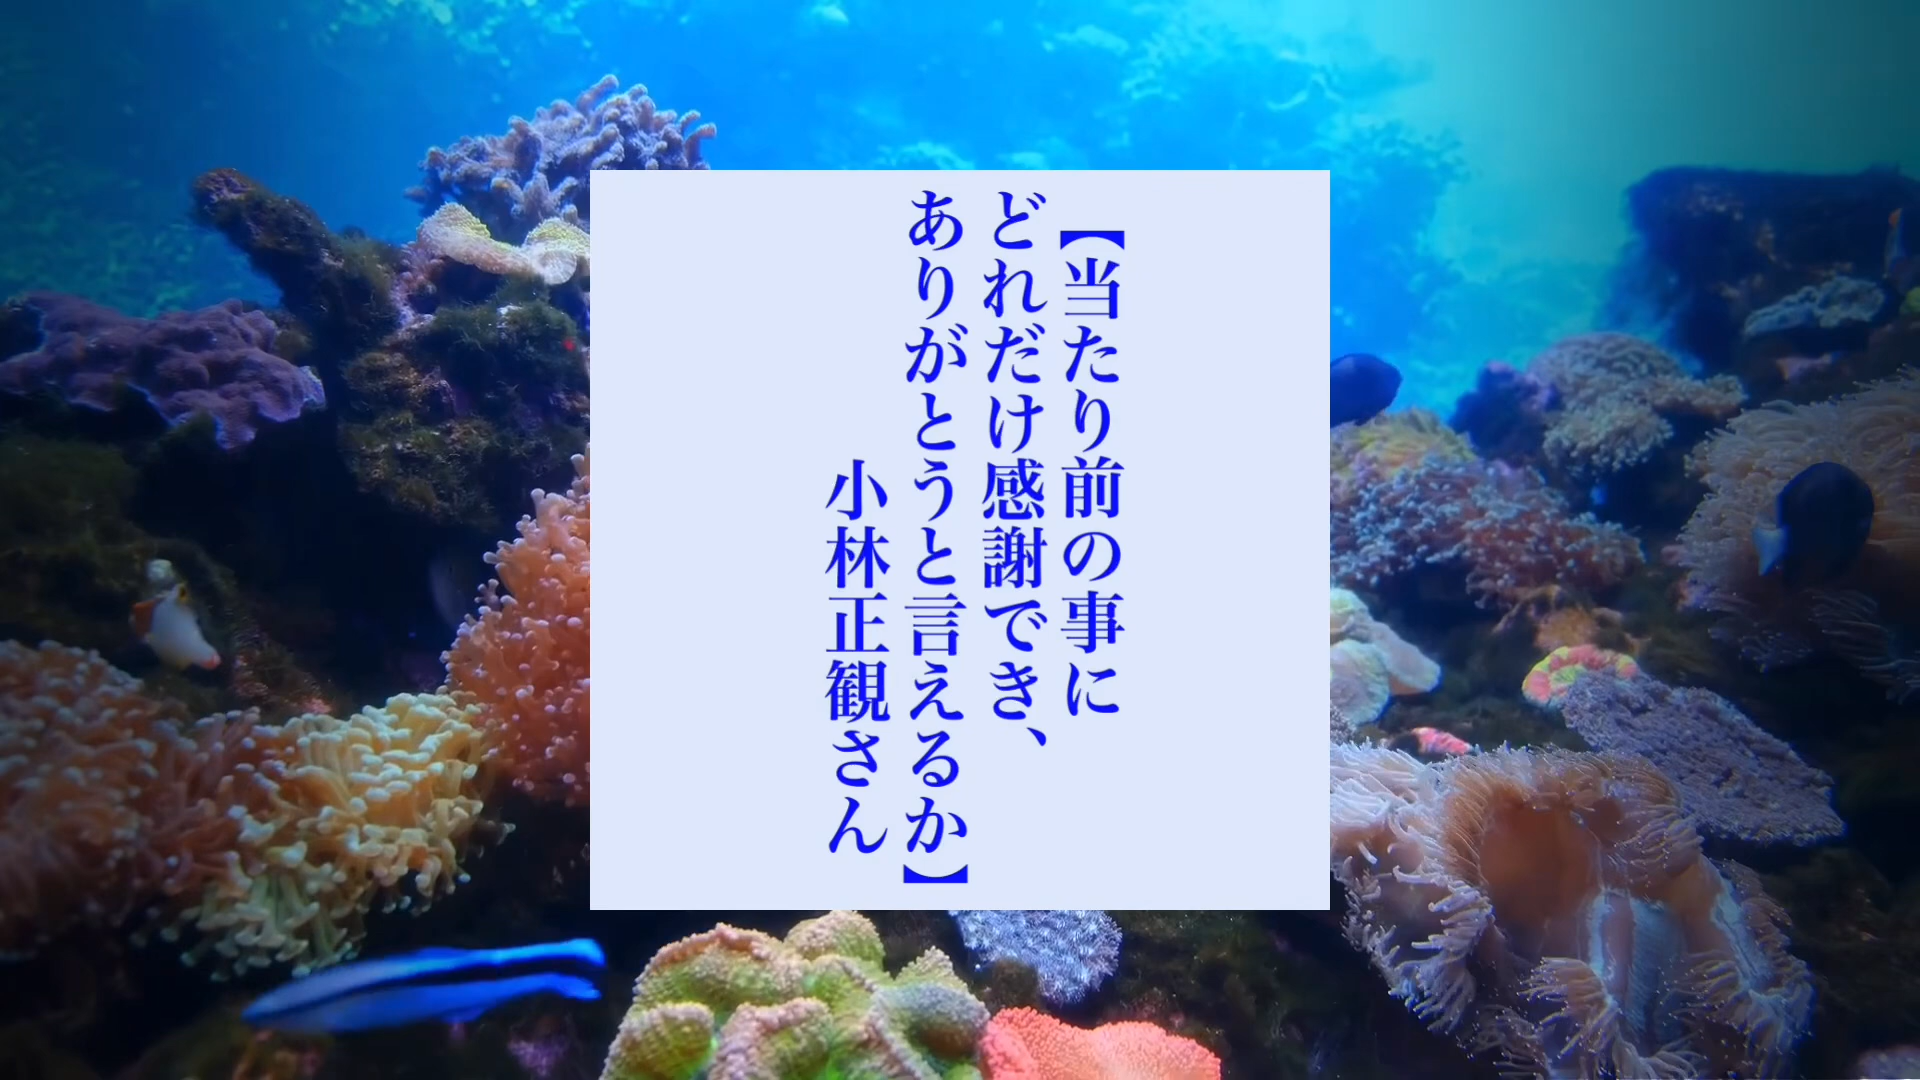 【当たり前の事に
どれだけ感謝でき、
ありがとうと言えるか】
小林正観さん